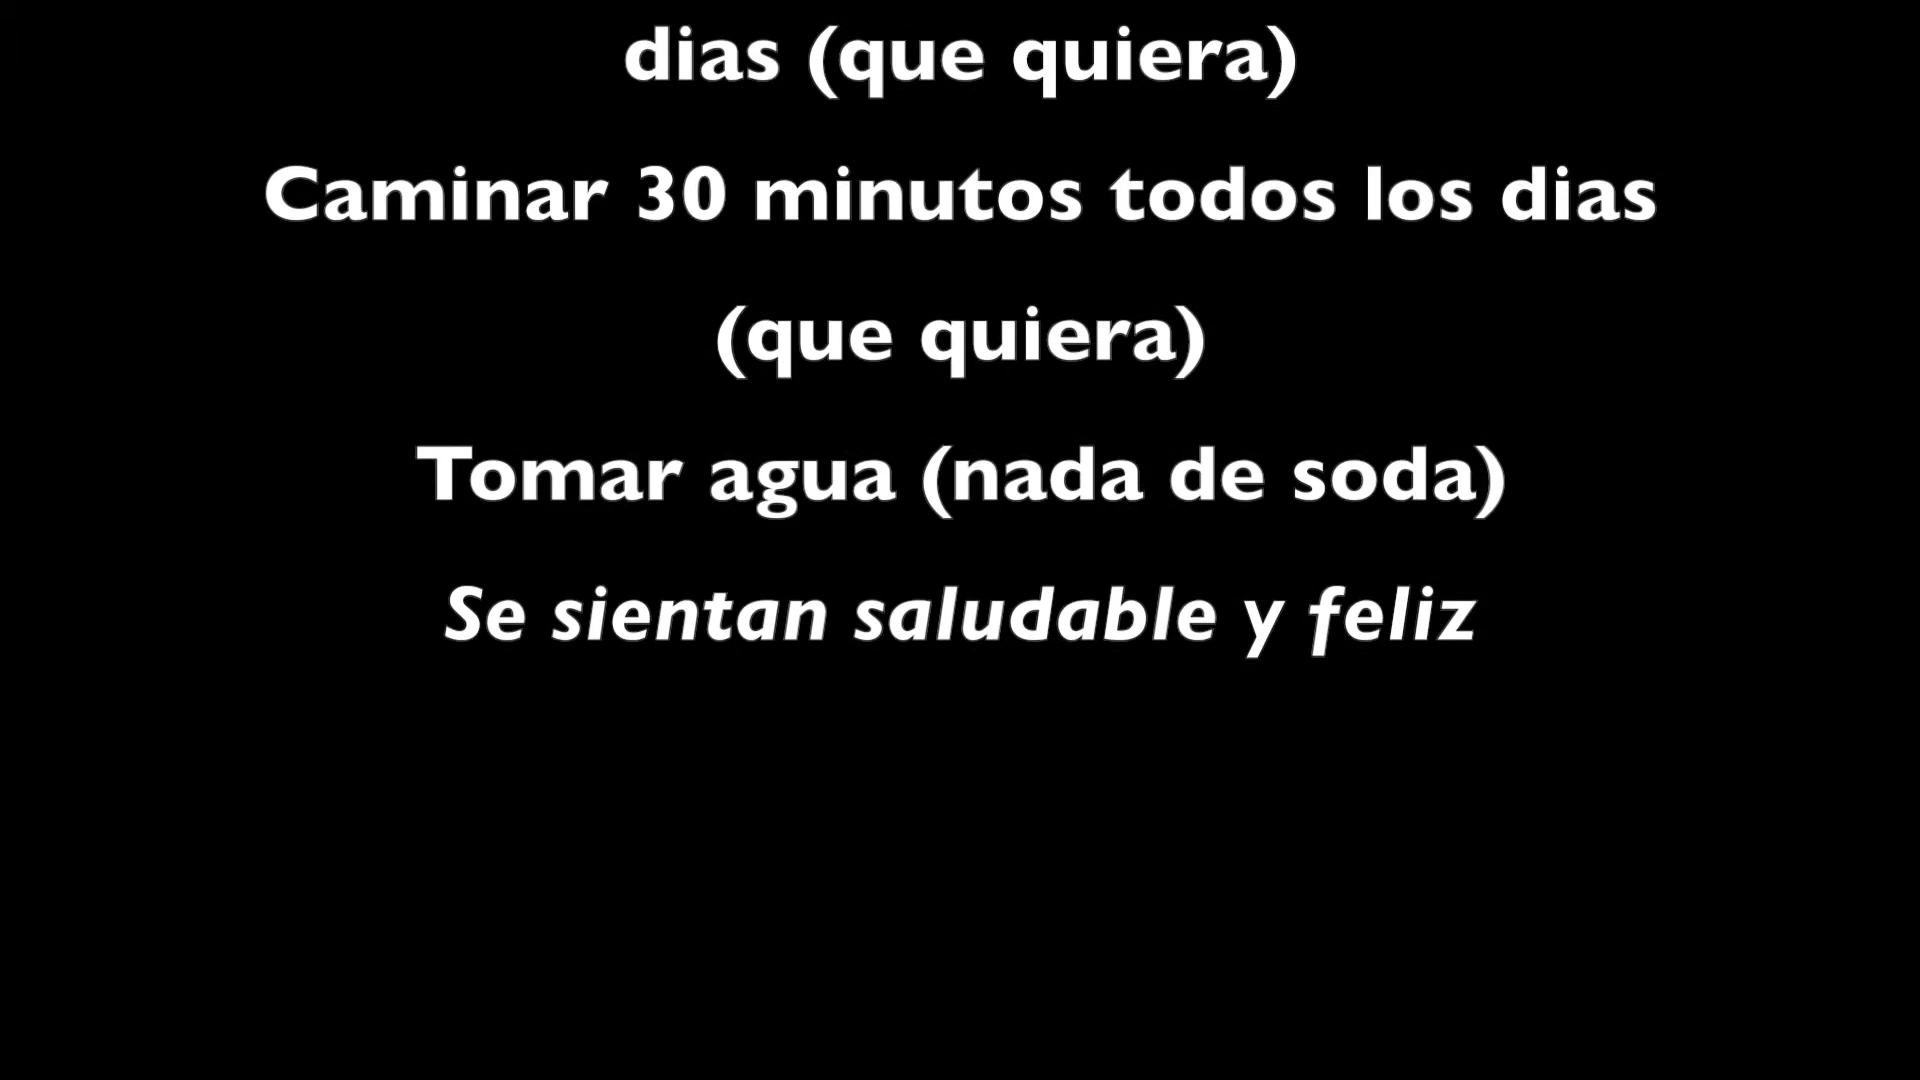 dias (que quiera)
Caminar 30 minutos todos los dias
(que quiera)
Tomar agua (nada de soda)
Se sientan saludable y feliz